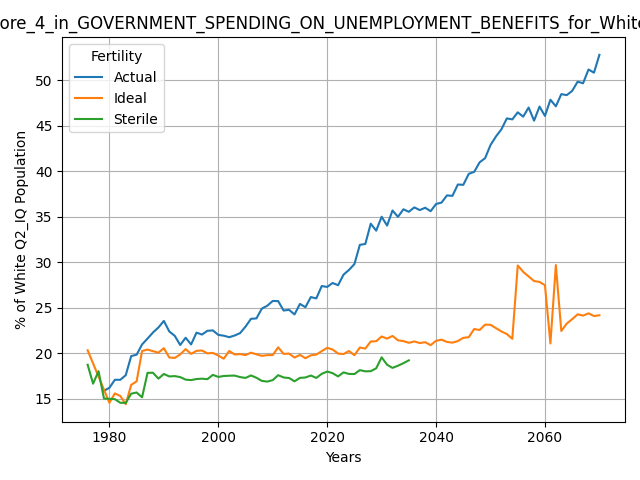 ore_4_in_GOVERNMENT_SPENDING_ON_UNEMPLOYMENT_BENEFITS_for_White
Fertility
Actual
Ideal
Sterile
% of White Q2_IQ Population
50
45
40
35
30
25
20
15
1980
2000
2020
2040
2060
Years